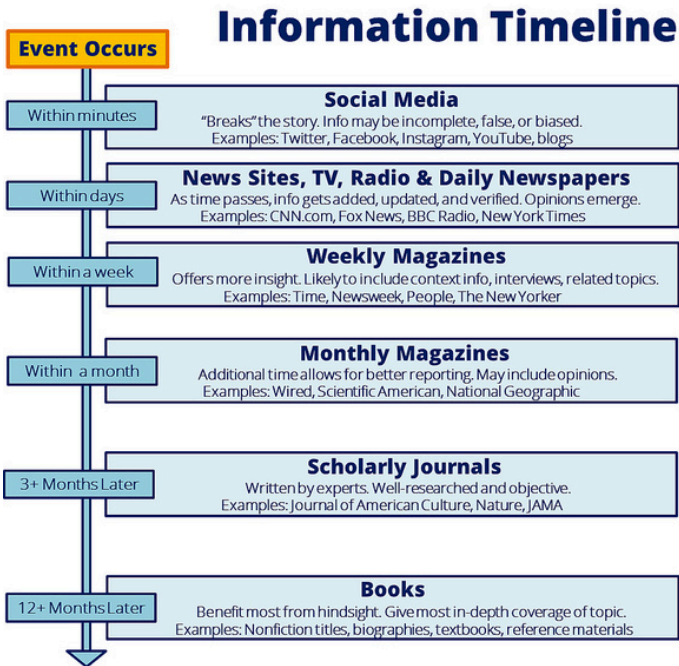 Information Timeline
Event Occurs
Within minutes
Social Media
“Breaks” the story. Info may be incomplete, false, or biased.
Examples: Twitter, Facebook, Instagram, YouTube, blogs
Within days
News Sites, TV, Radio & Daily Newspapers
As time passes, info gets added, updated, and verified. Opinions emerge.
Examples: CNN.com, Fox News, BBC Radio, New York Times
Within a week
Weekly Magazines
Offers more insight. Likely to include context info, interviews, related topics.
Examples: Time, Newsweek, People, The New Yorker
Within a month
Monthly Magazines
Additional time allows for better reporting. May include opinions.
Examples: Wired, Scientific American, National Geographic
3+ Months Later
Scholarly Journals
Written by experts. Well-researched and objective.
Examples: Journal of American Culture, Nature, JAMA
12+ Months Later
Books
Benefit most from hindsight. Give most in-depth coverage of topic.
Examples: Nonfiction titles, biographies, textbooks, reference materials